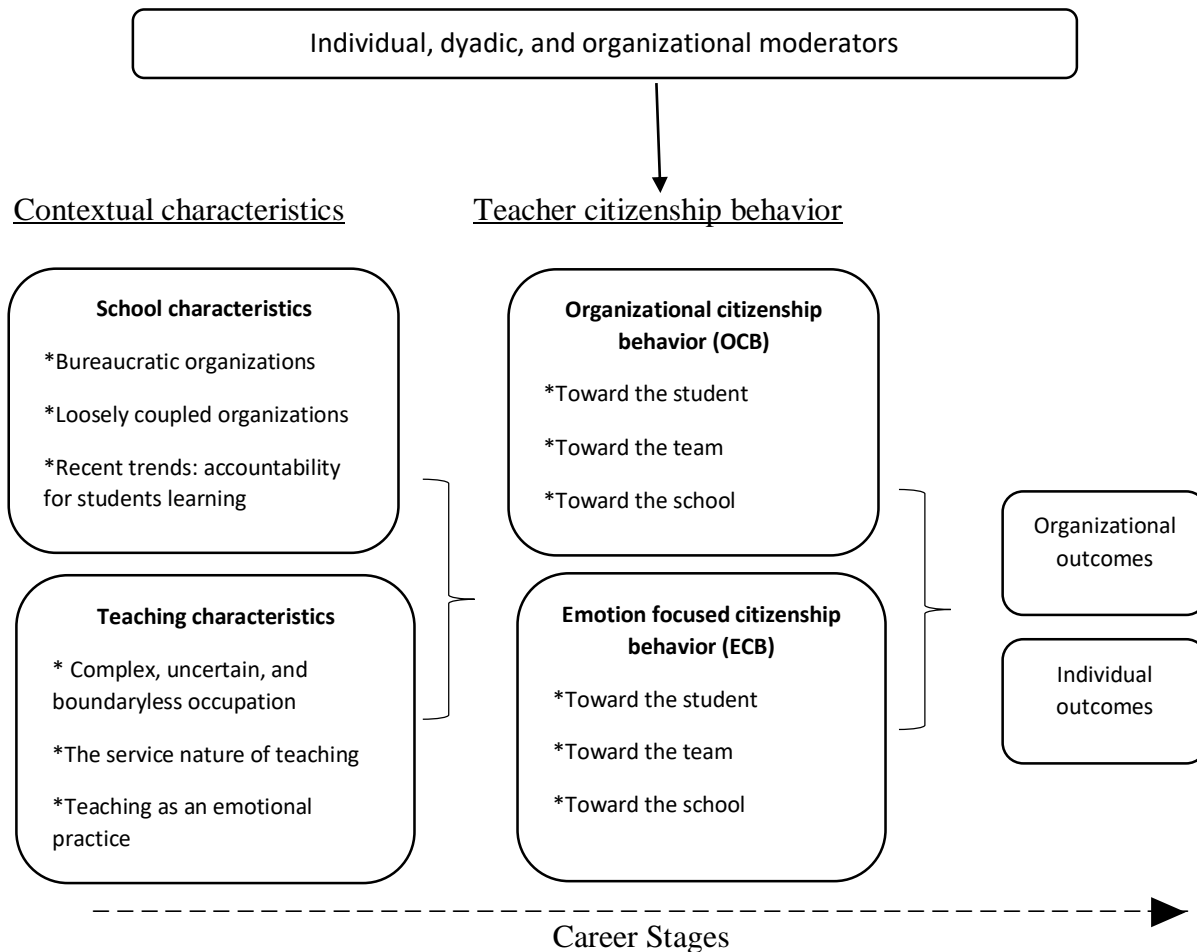 Individual, dyadic, and organizational moderators
Contextual characteristics
Teacher citizenship behavior
School characteristics
*Bureaucratic organizations
*Loosely coupled organizations
*Recent trends: accountability
for students learning
Organizational citizenship
behavior (OCB)
*Toward the student
*Toward the team
*Toward the school
Teaching characteristics
* Complex, uncertain, and
boundaryless occupation
*The service nature of teaching
*Teaching as an emotional
practice
Emotion focused citizenship
behavior (ECB)
*Toward the student
*Toward the team
*Toward the school
Organizational
outcomes
Individual
outcomes
Career Stages